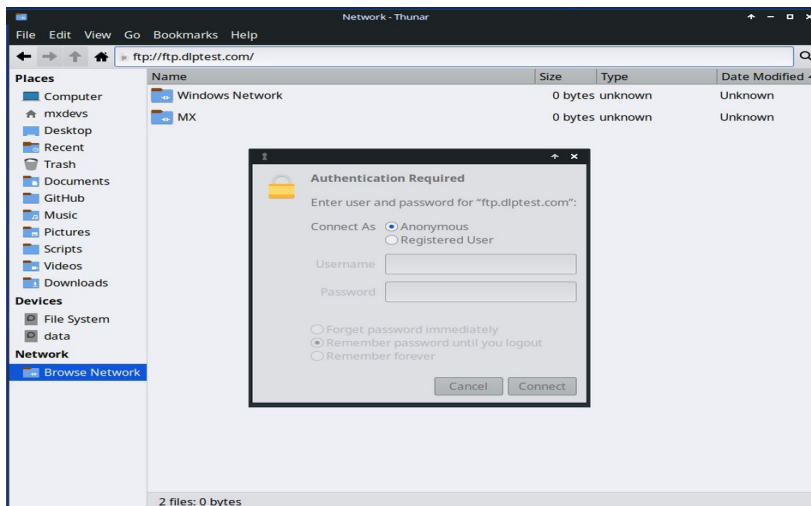 Network - Thunar
File Edit View Go Bookmarks Help
ftp://ftp.dlptest.com/
Places
Computer
mxdevs
Desktop
Recent
Trash
Documents
GitHub
Music
Pictures
Scripts
Videos
Downloads
Devices
File System
data
Network
Browse Network
Name Size Type Date Modified
Windows Network 0 bytes unknown Unknown
MX 0 bytes unknown Unknown
Authentication Required
Enter user and password for “ftp.dlptest.com”:
Connect As Anonymous
Registered User
Username
Password
Forget password immediately
Remember password until you logout
Remember forever
Cancel Connect
2 files: 0 bytes